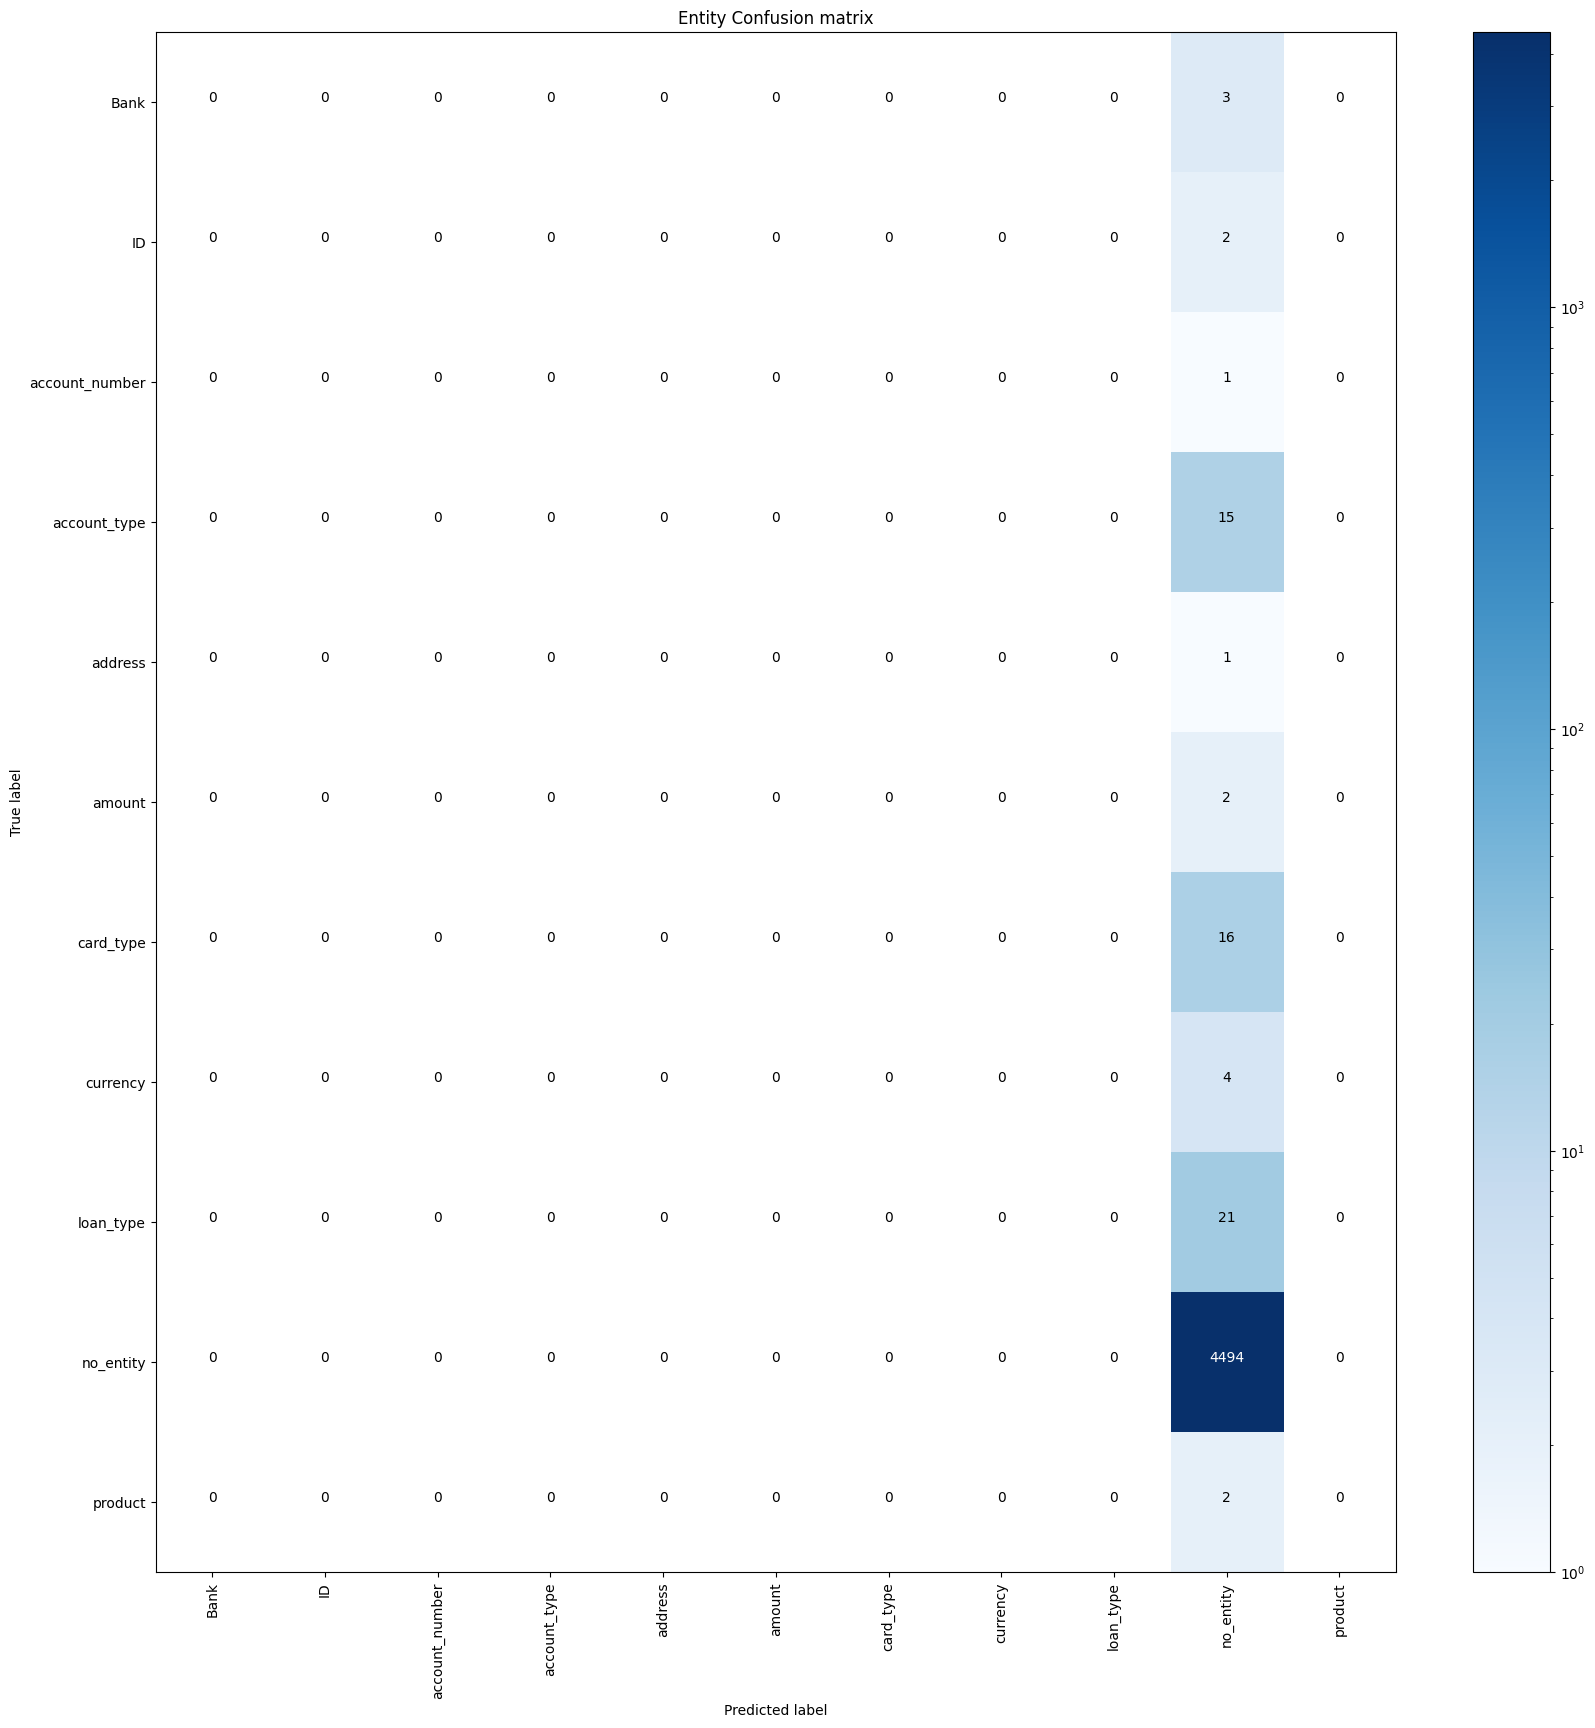 Entity Confusion matrix
Bank 0 0 0 0 0 0 0 0 0 3 0
ID 0 0 0 0 0 0 0 0 0 2 0
account_number 0 0 0 0 0 0 0 0 0 1 0
10³
account_type 0 0 0 0 0 0 0 0 0 15 0
address 0 0 0 0 0 0 0 0 0 1 0
10²
True label
amount 0 0 0 0 0 0 0 0 0 2 0
card_type 0 0 0 0 0 0 0 0 0 16 0
currency 0 0 0 0 0 0 0 0 0 4 0
10¹
loan_type 0 0 0 0 0 0 0 0 0 21 0
no_entity 0 0 0 0 0 0 0 0 0 4494 0
product 0 0 0 0 0 0 0 0 0 2 0
10⁰
Bank
ID
account_number
account_type
address
amount
card_type
currency
loan_type
no_entity
product
Predicted label